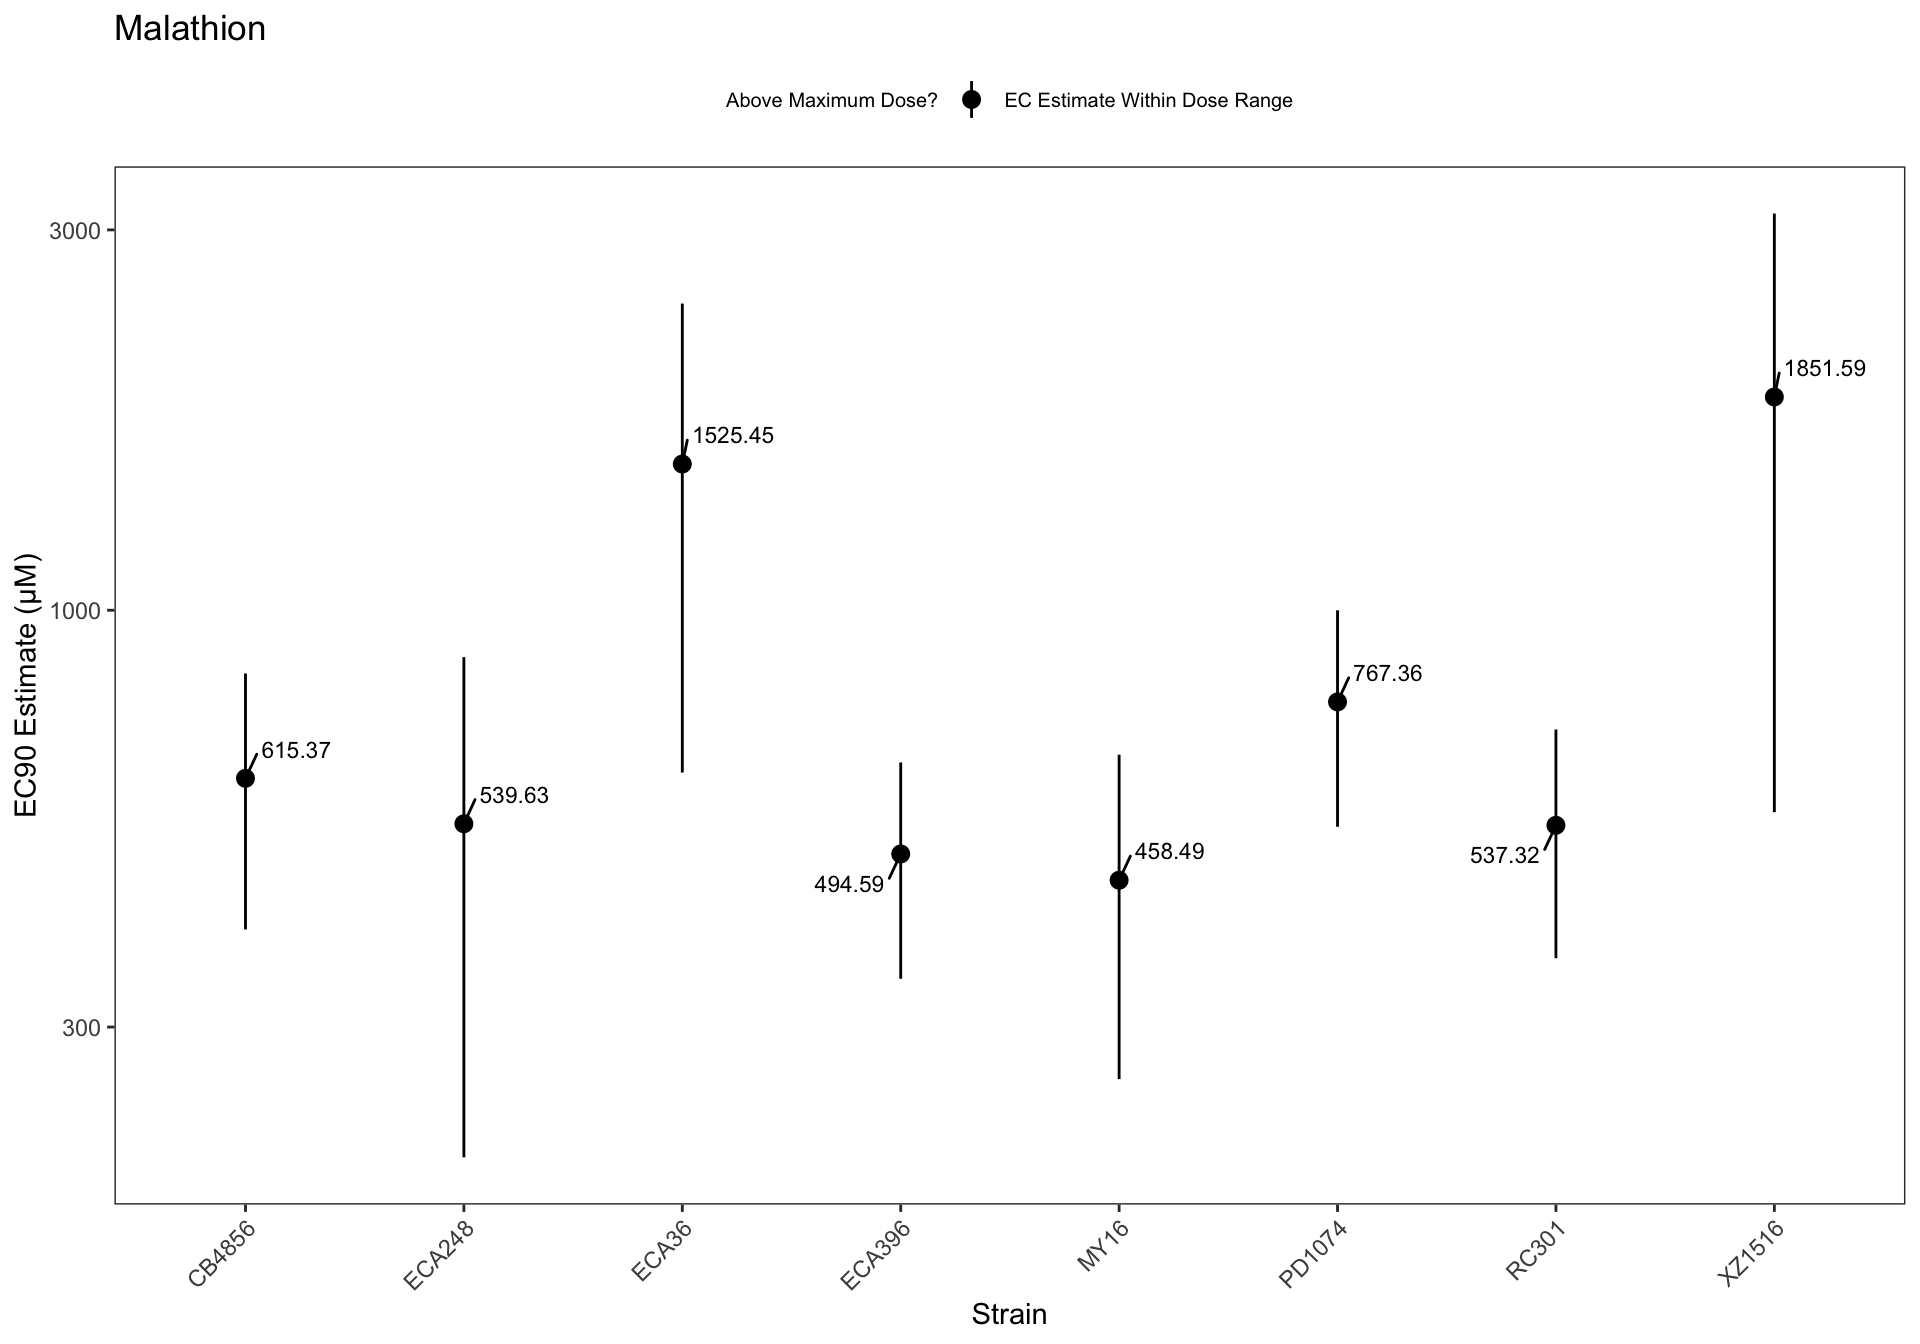 Malathion
Above Maximum Dose? EC Estimate Within Dose Range
EC90 Estimate (μM)
3000
1000
300
615.37
539.63
1525.45
494.59
458.49
767.36
537.32
1851.59
CB4856
ECA248
ECA36
ECA396
MY16
PD1074
RC301
XZ1516
Strain